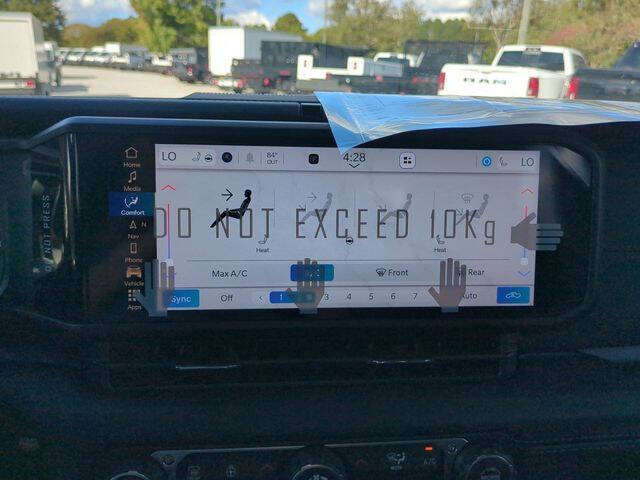 RAM
LO 84° OUT 4:28 LO
Home
Media
Comfort
Nav
Phone
Vehicle
Apps
DO NOT PRESS
DO NOT EXCEED 10Kg
Heat Heat
Max A/C Front Rear
Sync Off < 1 3 4 5 6 7 Auto
A/C